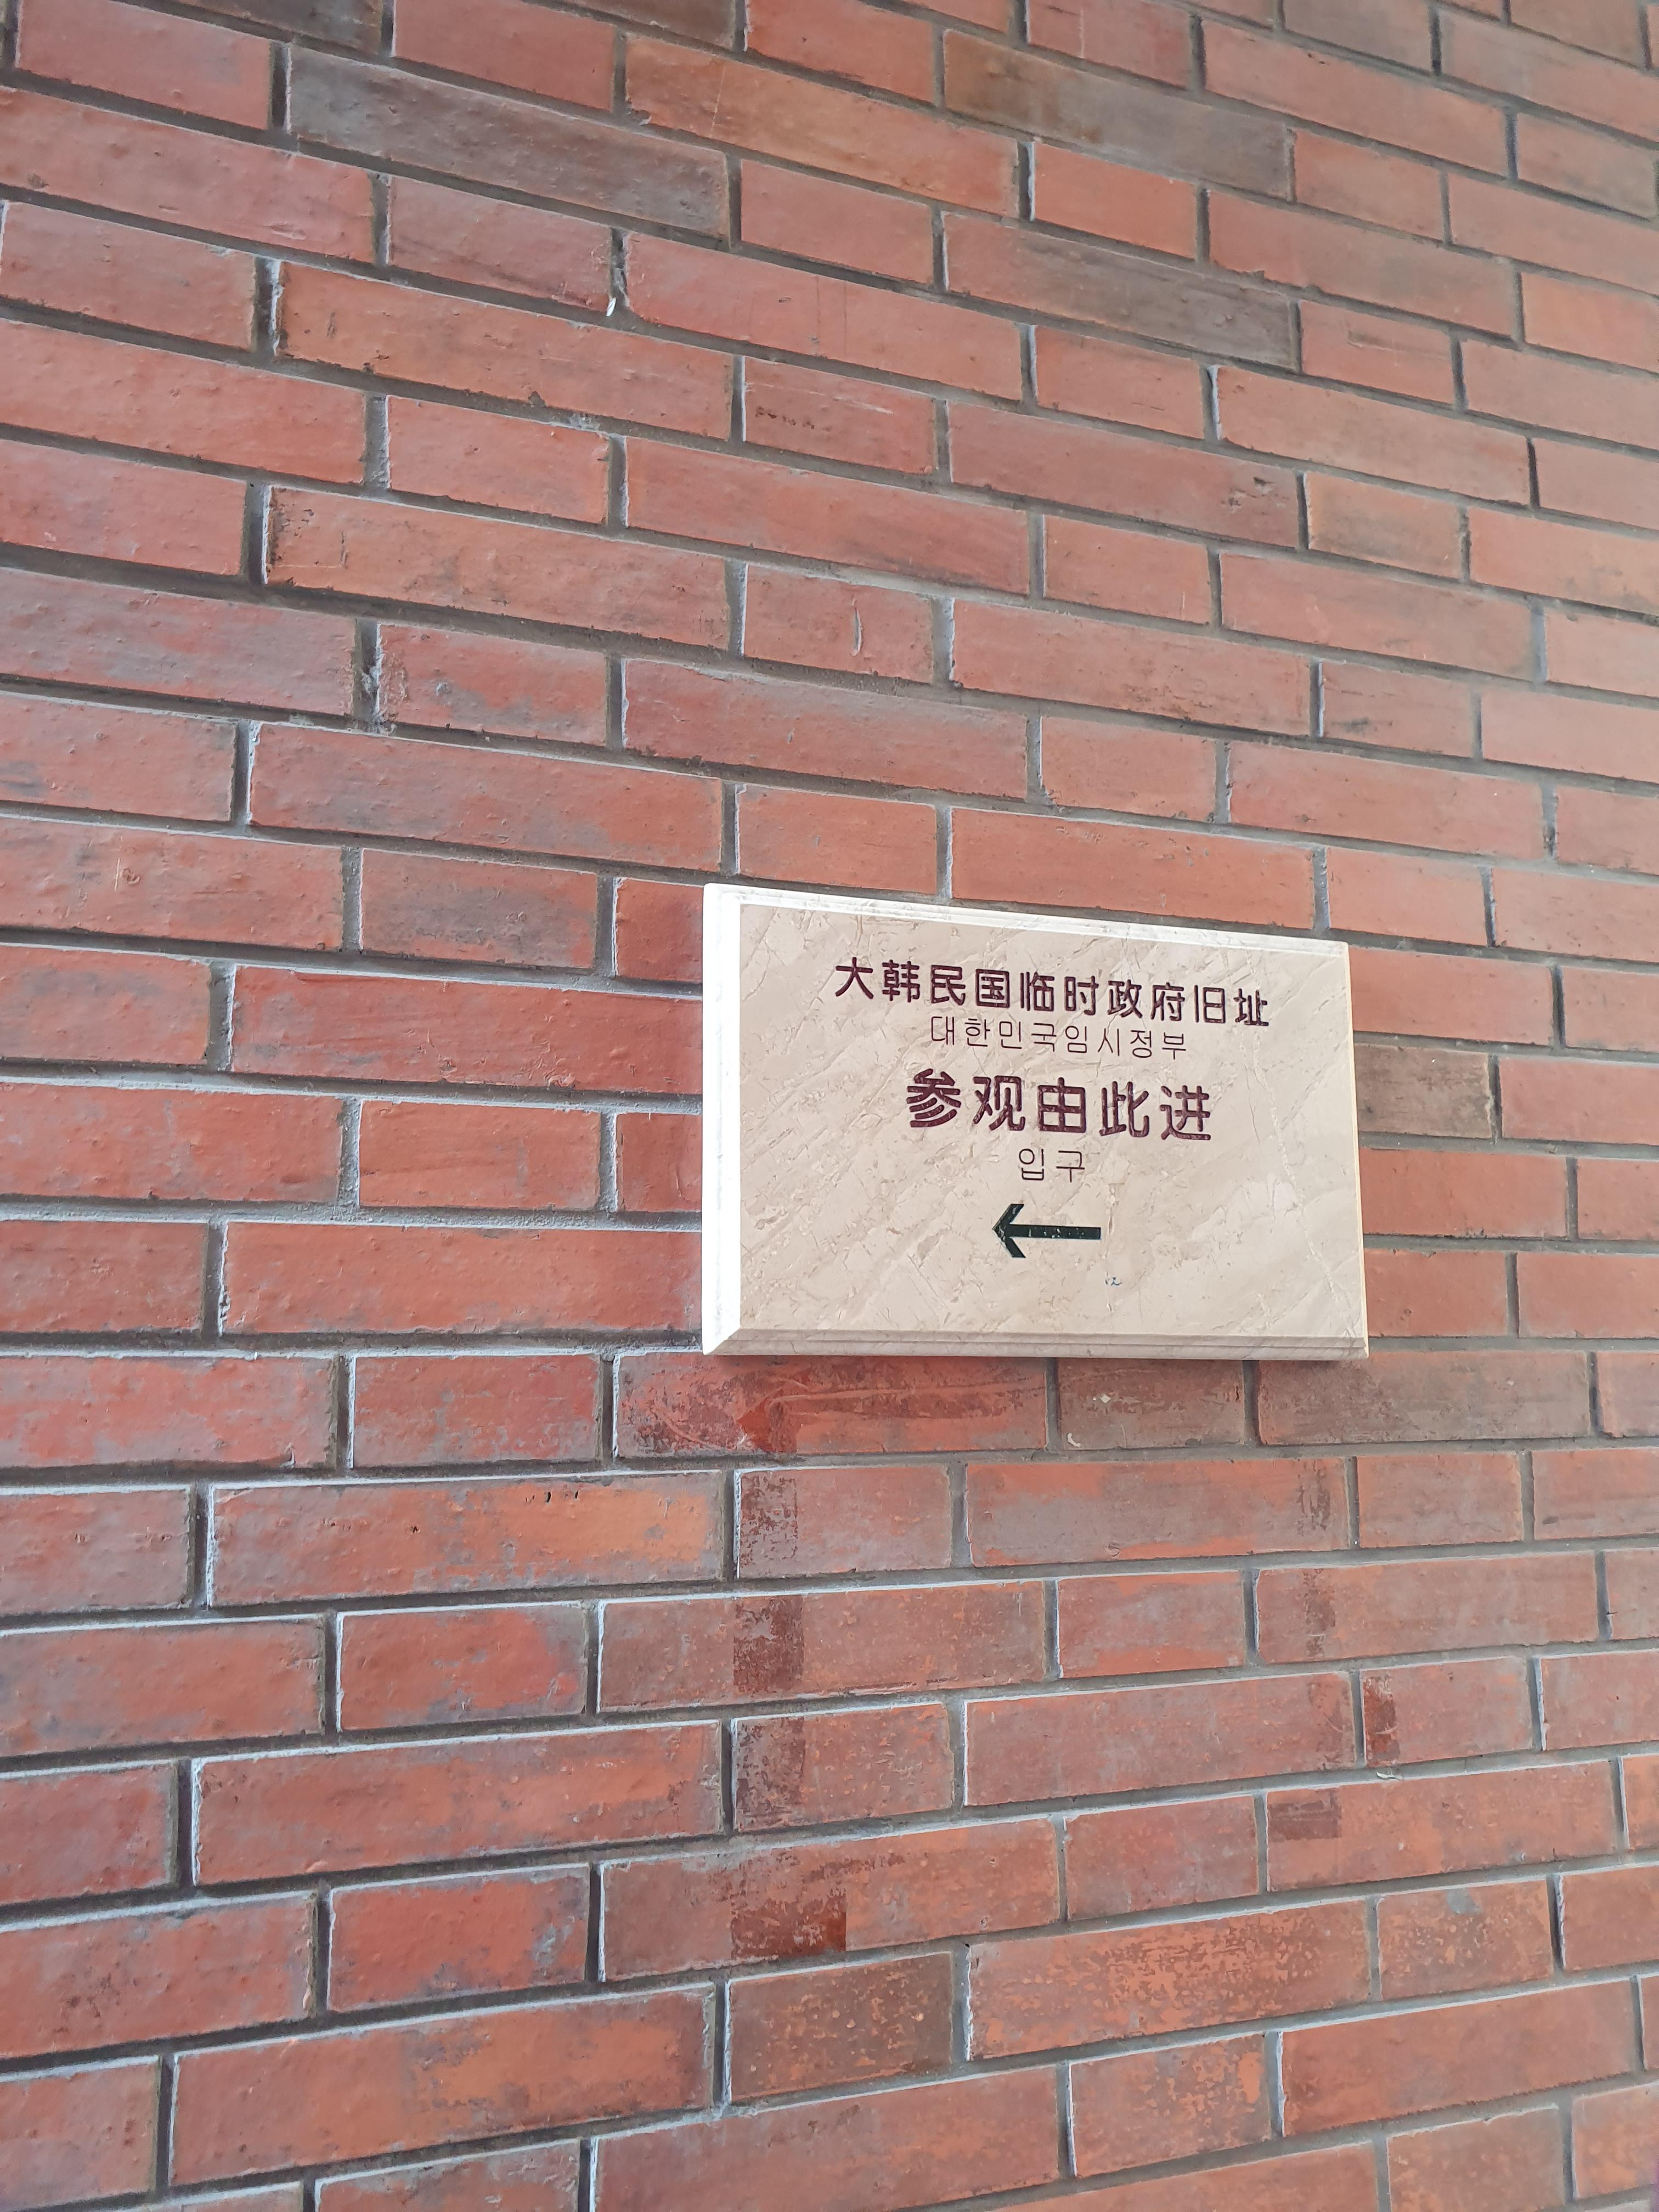 大韩民国临时政府旧址
대한민국임시정부
参观由此进
입구